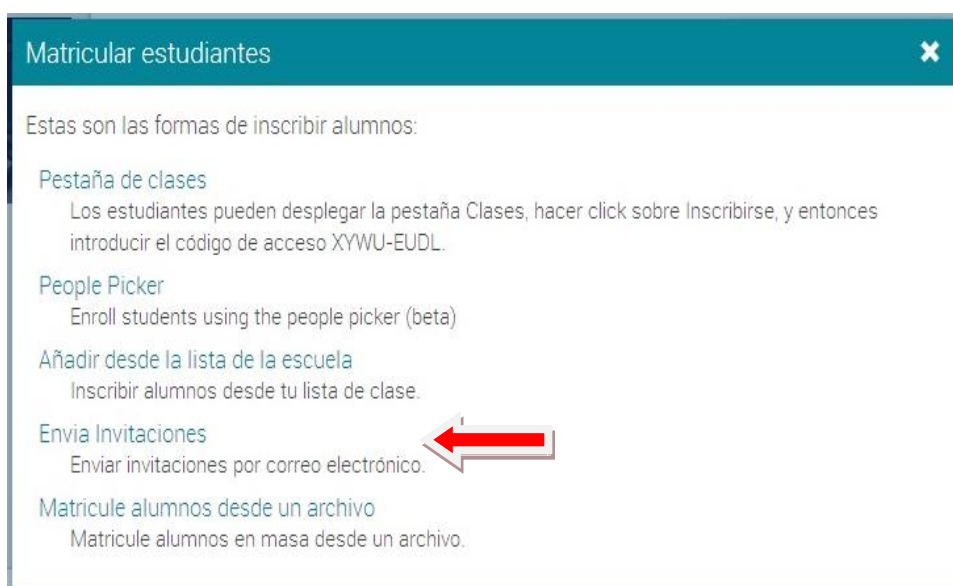 Matricular estudiantes
Estas son las formas de inscribir alumnos:
Pestaña de clases
Los estudiantes pueden desplegar la pestaña Clases, hacer click sobre Inscribirse, y entonces
introducir el código de acceso XYWU-EUDL.
People Picker
Enroll students using the people picker (beta)
Añadir desde la lista de la escuela
Inscribir alumnos desde tu lista de clase.
Envia Invitaciones
Enviar invitaciones por correo electrónico.
Matricule alumnos desde un archivo
Matricule alumnos en masa desde un archivo.